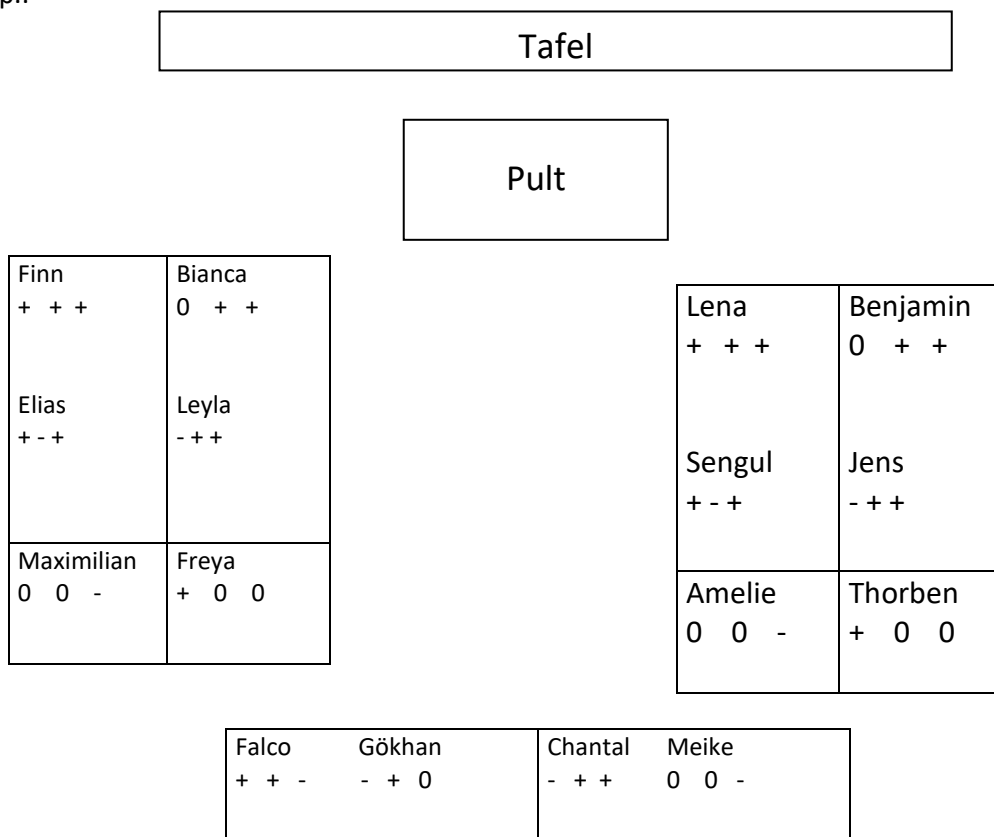 Tafel
Pult
Finn Bianca
+ + + 0 + +
Elias Leyla
+ - + - + +
Maximilian Freya
0 0 - + 0 0
Lena Benjamin
+ + + 0 + +
Sengul Jens
+ - + - + +
Amelie Thorben
0 0 - + 0 0
Falco Gökhan Chantal Meike
+ + - - + 0 - + + 0 0 -